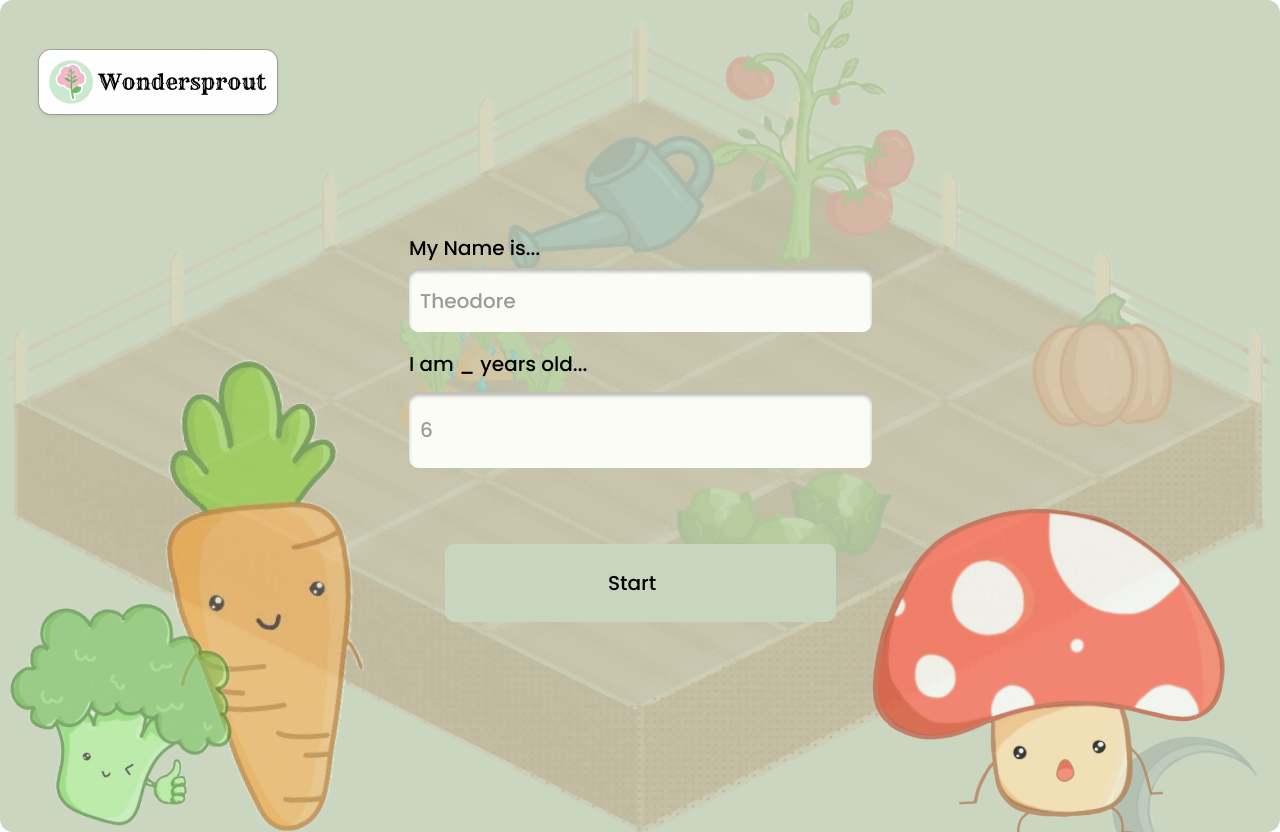 Wondersprout
My Name is...
Theodore
I am _ years old...
6
Start